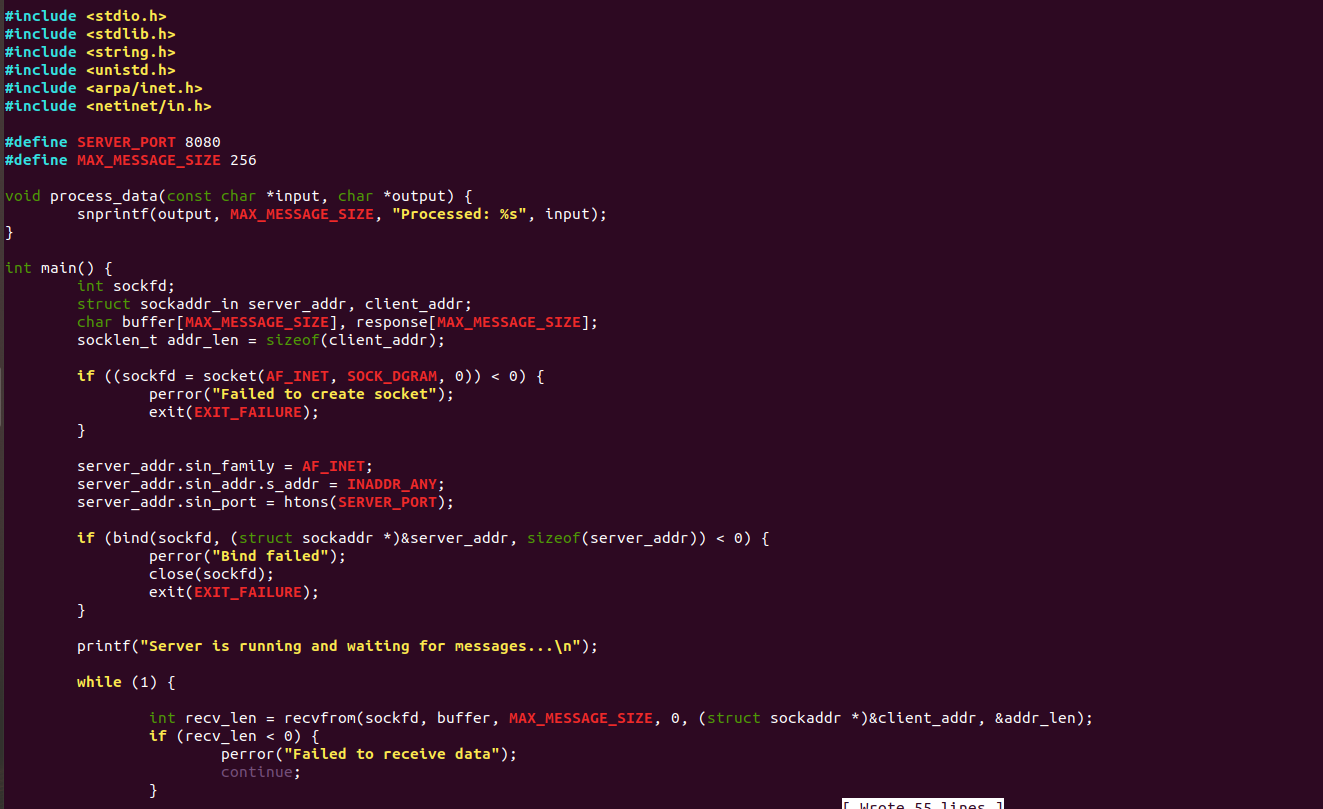 #include <stdio.h>
#include <stdlib.h>
#include <string.h>
#include <unistd.h>
#include <arpa/inet.h>
#include <netinet/in.h>

#define SERVER_PORT 8080
#define MAX_MESSAGE_SIZE 256

void process_data(const char *input, char *output) {
        snprintf(output, MAX_MESSAGE_SIZE, "Processed: %s", input);
}

int main() {
        int sockfd;
        struct sockaddr_in server_addr, client_addr;
        char buffer[MAX_MESSAGE_SIZE], response[MAX_MESSAGE_SIZE];
        socklen_t addr_len = sizeof(client_addr);

        if ((sockfd = socket(AF_INET, SOCK_DGRAM, 0)) < 0) {
                perror("Failed to create socket");
                exit(EXIT_FAILURE);
        }

        server_addr.sin_family = AF_INET;
        server_addr.sin_addr.s_addr = INADDR_ANY;
        server_addr.sin_port = htons(SERVER_PORT);

        if (bind(sockfd, (struct sockaddr *)&server_addr, sizeof(server_addr)) < 0) {
                perror("Bind failed");
                close(sockfd);
                exit(EXIT_FAILURE);
        }

        printf("Server is running and waiting for messages...\n");

        while (1) {

                int recv_len = recvfrom(sockfd, buffer, MAX_MESSAGE_SIZE, 0, (struct sockaddr *)&client_addr, &addr_len);
                if (recv_len < 0) {
                        perror("Failed to receive data");
                        continue;
                }
[ Wrote 55 lines ]